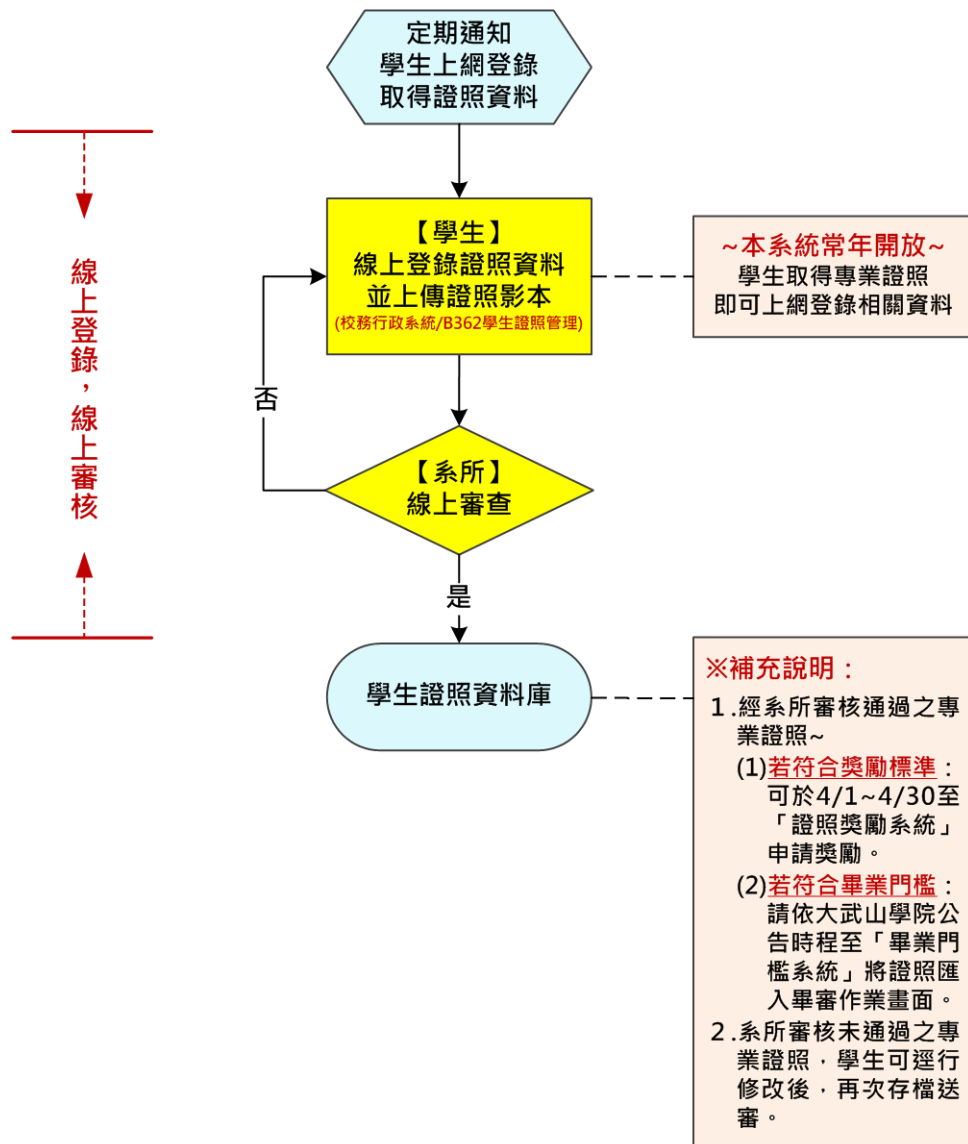 定期通知
學生上網登錄
取得證照資料
【學生】
線上登錄證照資料
並上傳證照影本
(校務行政系統/B362學生證照管理)
~本系統常年開放~
學生取得專業證照
即可上網登錄相關資料
線上登錄，線上審核
否
【系所】
線上審查
是
學生證照資料庫
※補充說明：
1.經系所審核通過之專
業證照~
(1)若符合獎勵標準：
可於4/1~4/30至
「證照獎勵系統」
申請獎勵。
(2)若符合畢業門檻：
請依大武山學院公
告時程至「畢業門
檻系統」將證照匯
入畢審作業畫面。
2.系所審核未通過之專
業證照，學生可逕行
修改後，再次存檔送
審。